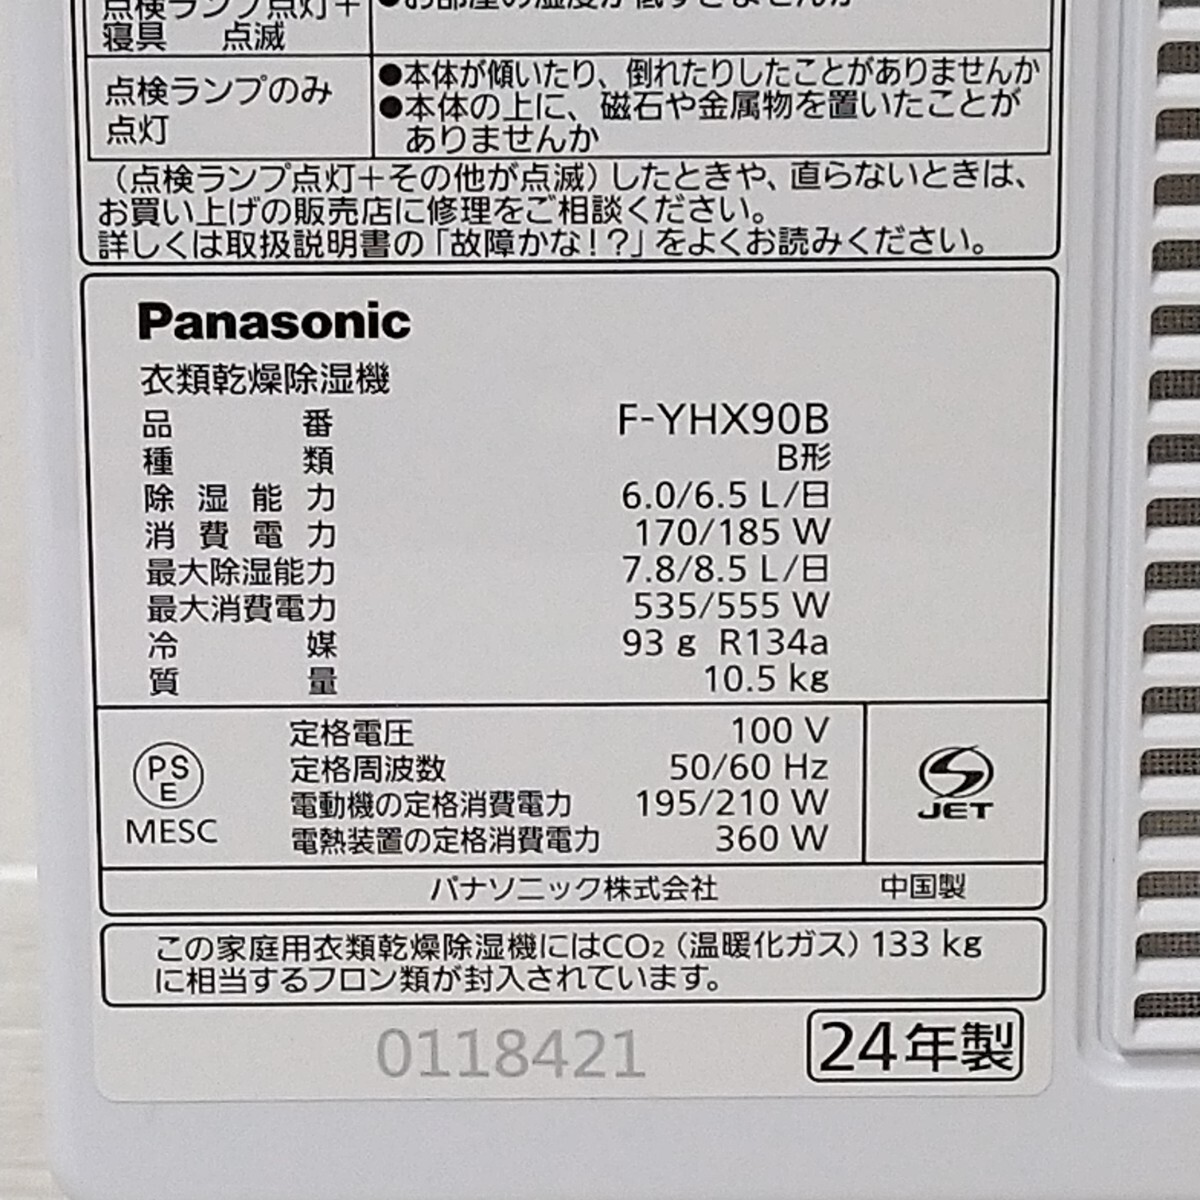 点検ランプ点灯＋
寝具　点滅
●お部屋の湿度が低すぎませんか
点検ランプのみ
点灯
●本体が傾いたり、倒れたりしたことがありませんか
●本体の上に、磁石や金属物を置いたことが
ありませんか
（点検ランプ点灯＋その他が点滅）したときや、直らないときは、
お買い上げの販売店に修理をご相談ください。
詳しくは取扱説明書の「故障かな！？」をよくお読みください。
Panasonic
衣類乾燥除湿機
品番 F-YHX90B
種類 B形
除湿能力 6.0/6.5 L/日
消費電力 170/185 W
最大除湿能力 7.8/8.5 L/日
最大消費電力 535/555 W
冷媒 93 g R134a
質量 10.5 kg
PS
E
MESC
定格電圧 100 V
定格周波数 50/60 Hz
電動機の定格消費電力 195/210 W
電熱装置の定格消費電力 360 W
JET
パナソニック株式会社 中国製
この家庭用衣類乾燥除湿機にはCO₂（温暖化ガス）133 kg
に相当するフロン類が封入されています。
0118421
24年製